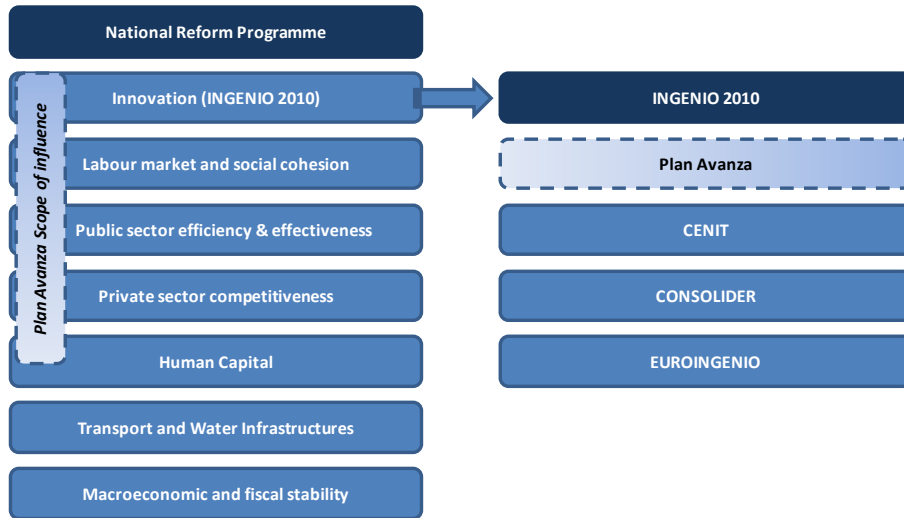 National Reform Programme
Plan Avanza Scope of influence
Innovation (INGENIO 2010)
Labour market and social cohesion
Public sector efficiency & effectiveness
Private sector competitiveness
Human Capital
Transport and Water Infrastructures
Macroeconomic and fiscal stability
INGENIO 2010
Plan Avanza
CENIT
CONSOLIDER
EUROINGENIO